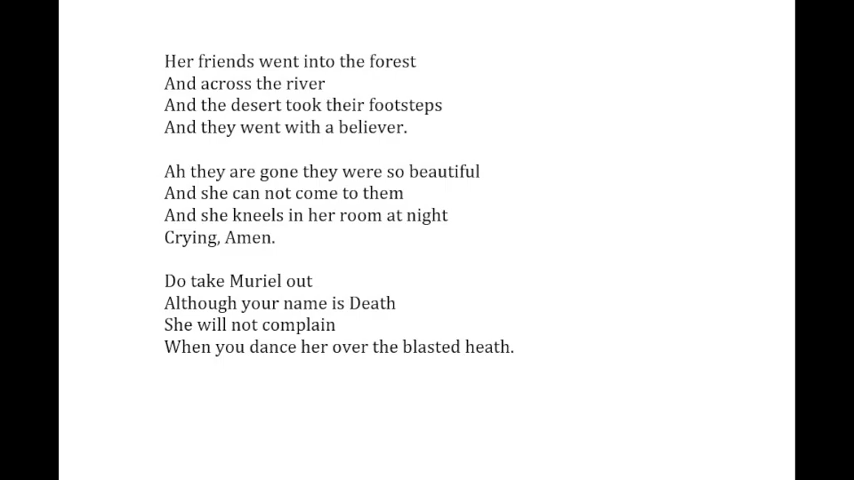 Her friends went into the forest
And across the river
And the desert took their footsteps
And they went with a believer.

Ah they are gone they were so beautiful
And she can not come to them
And she kneels in her room at night
Crying, Amen.

Do take Muriel out
Although your name is Death
She will not complain
When you dance her over the blasted heath.